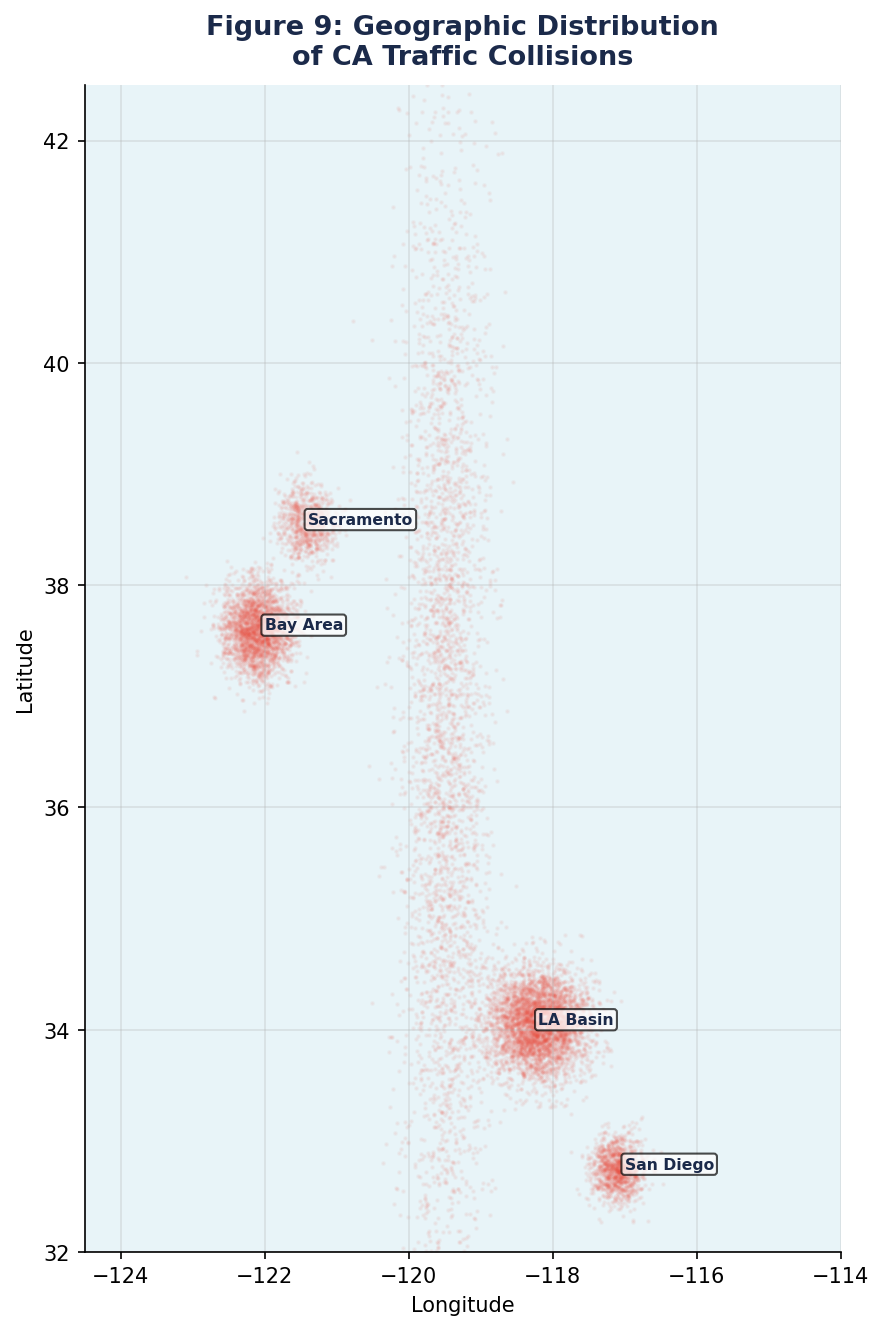 Figure 9: Geographic Distribution
of CA Traffic Collisions
Latitude
42
40
38
36
34
32
Sacramento
Bay Area
LA Basin
San Diego
−124
−122
−120
−118
−116
−114
Longitude